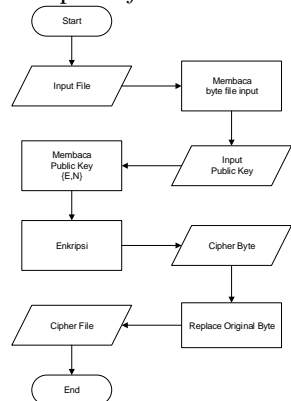 Start
Input File
Membaca
byte file input
Input
Public Key
Membaca
Public Key
{E,N}
Enkripsi
Cipher Byte
Replace Original Byte
Cipher File
End